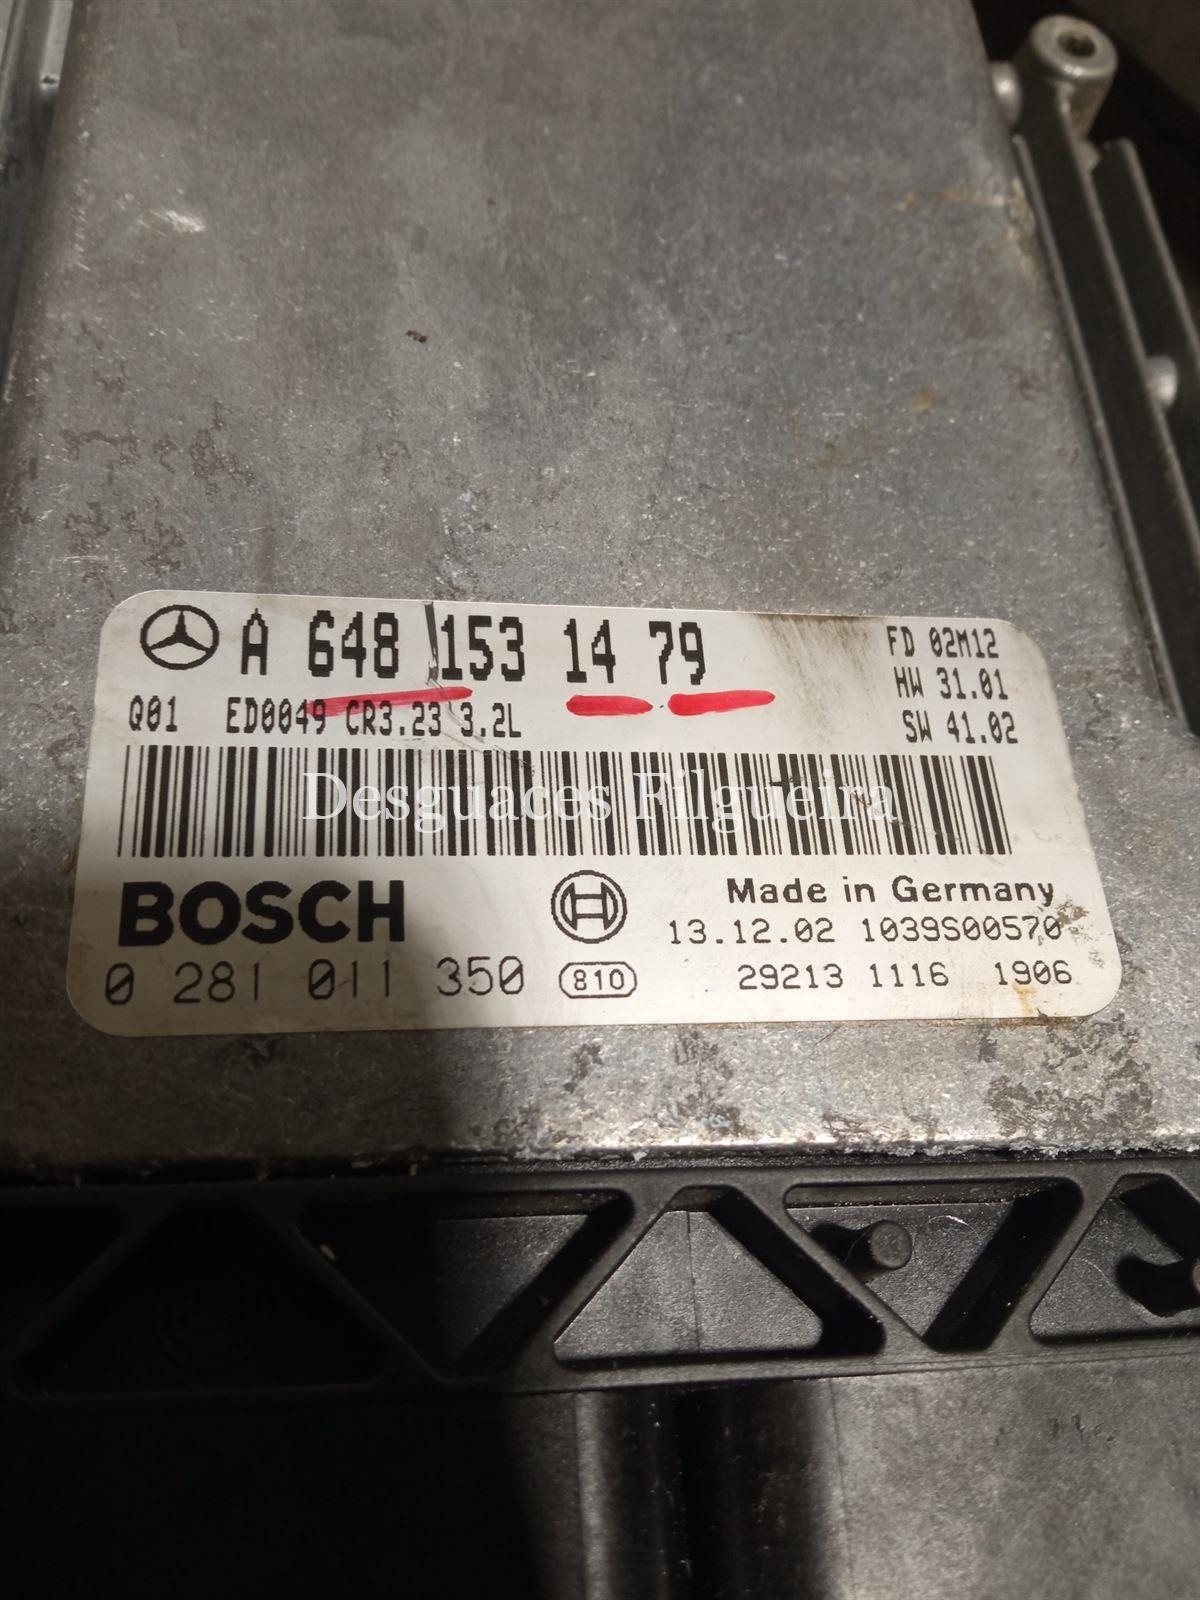 A 648 153 14 79
FD 02M12
HW 31.01
SW 41.02
Q01 ED0049 CR3.23 3.2L
Desguaces Filgueira
BOSCH
Made in Germany
13.12.02 1039S00570
0 281 011 350 810
29213 1116 1906